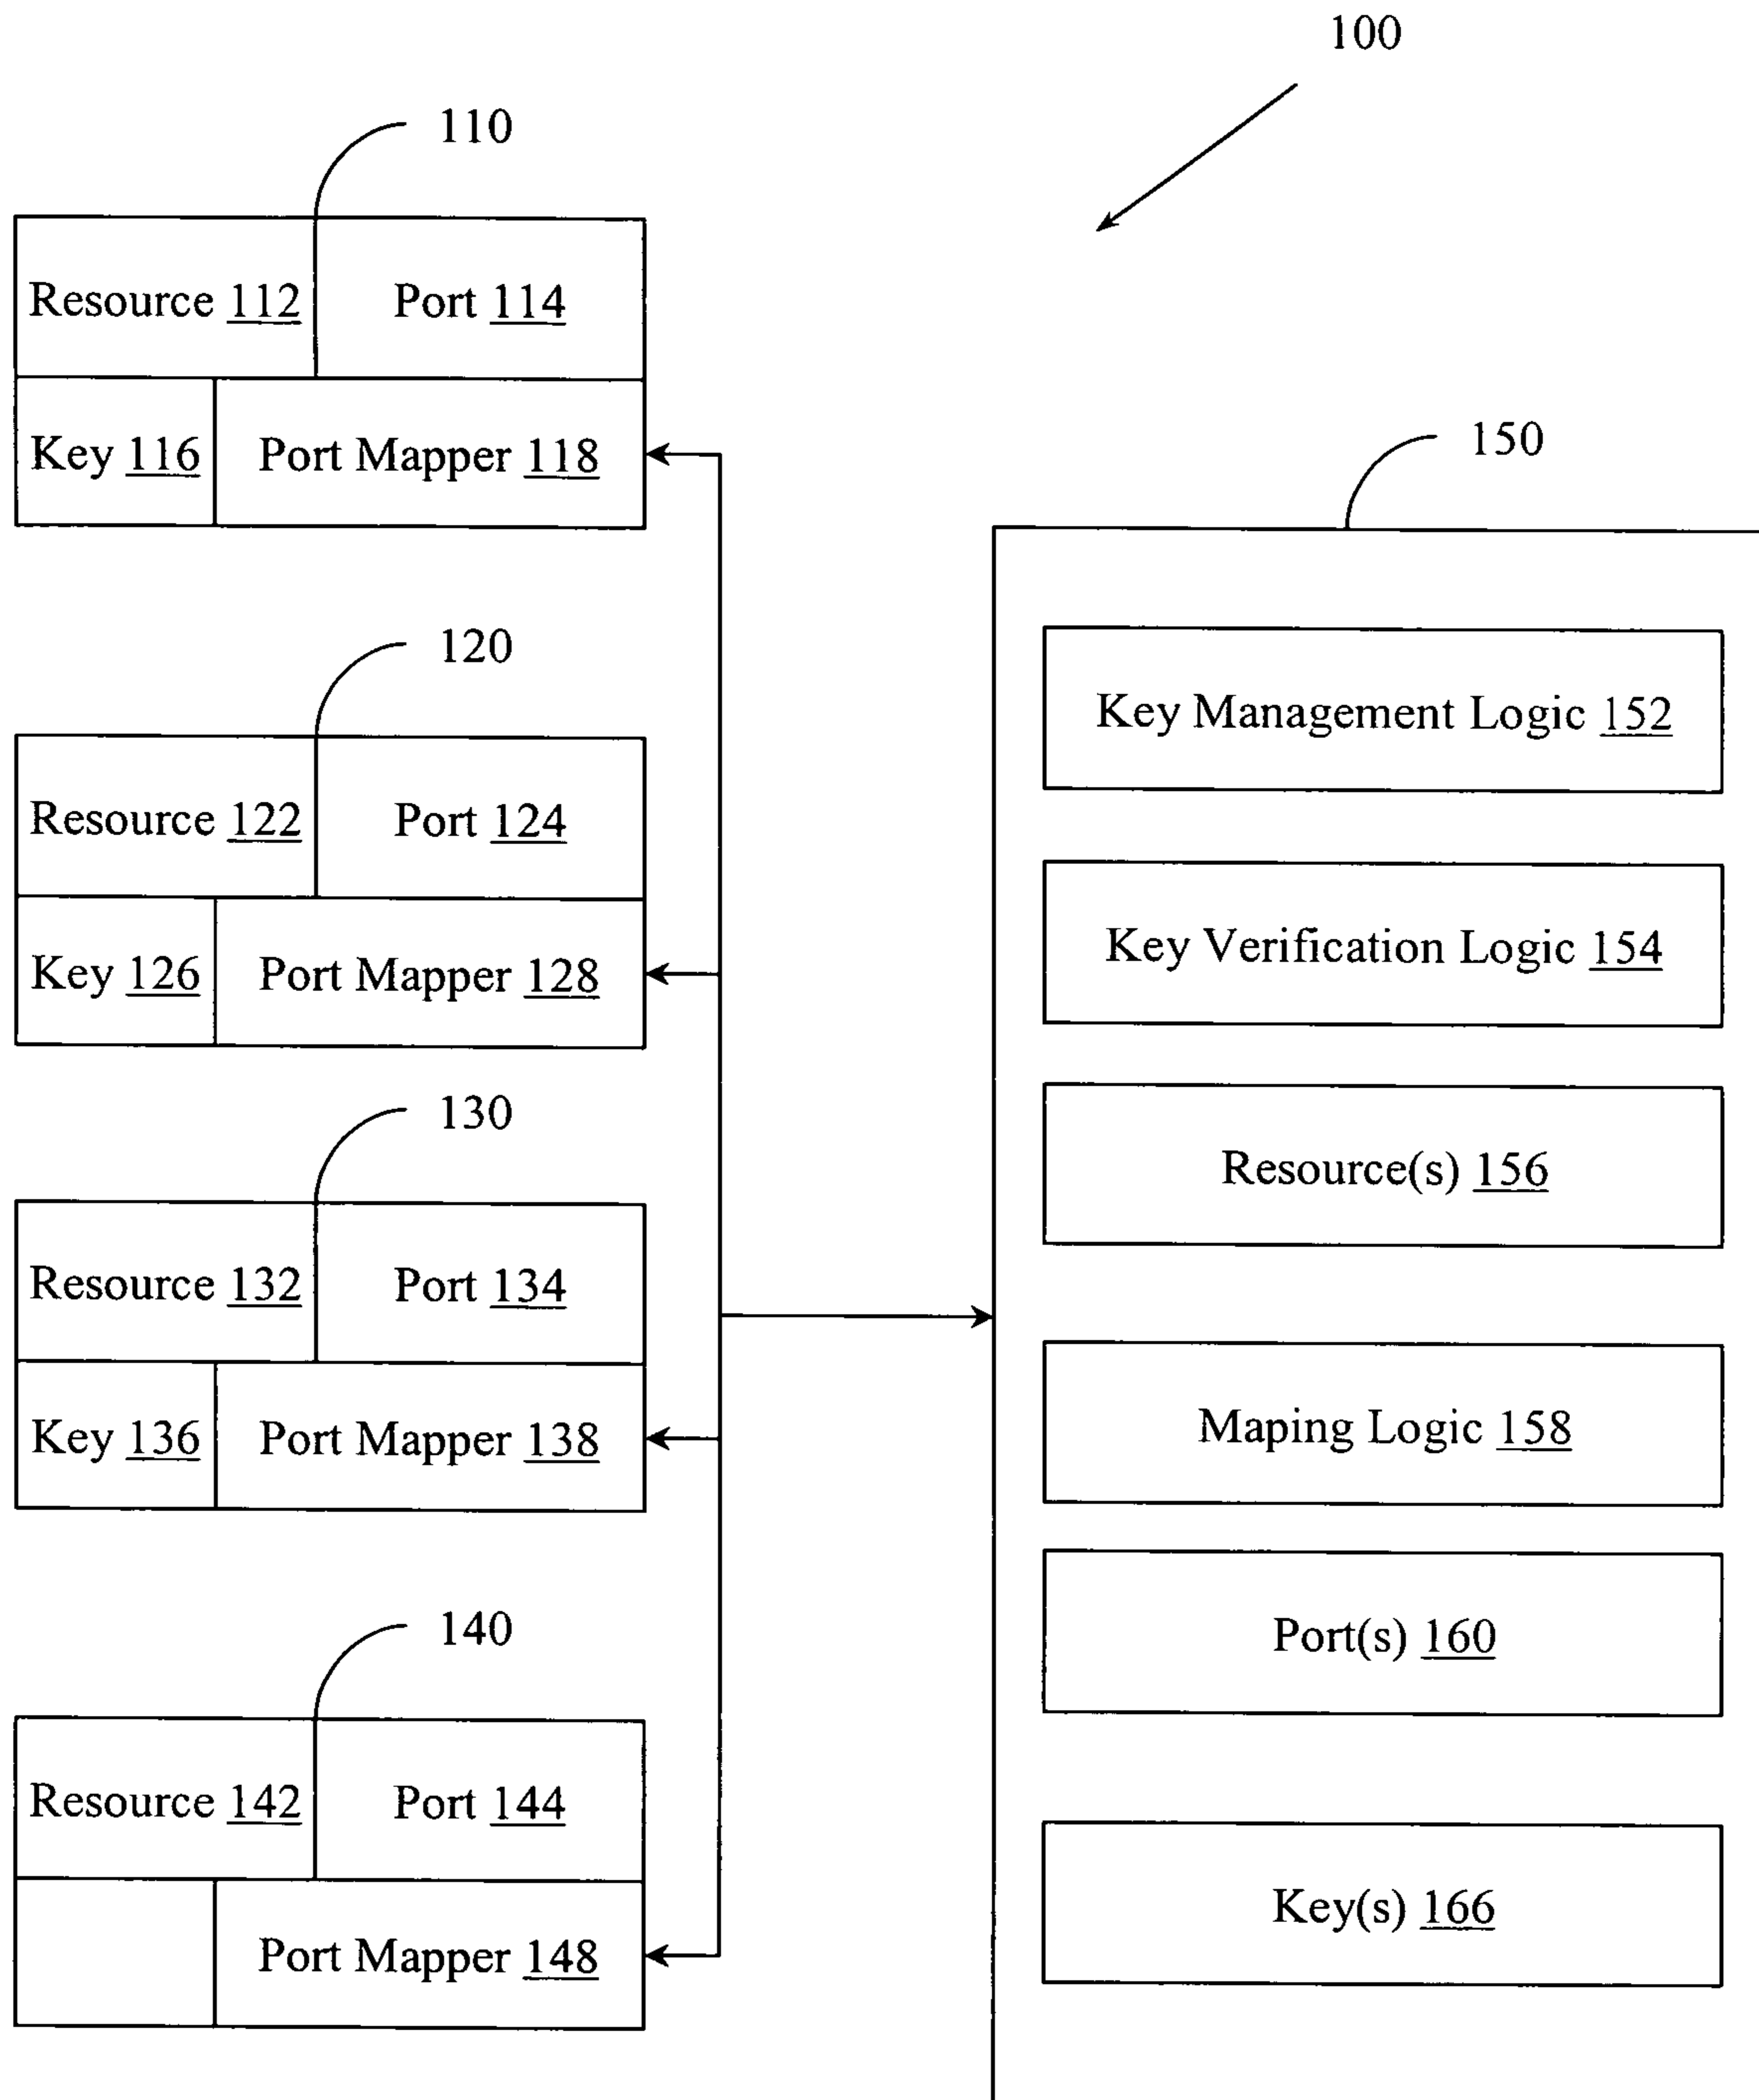 100
110
Resource 112 Port 114
Key 116 Port Mapper 118
150
120
Key Management Logic 152
Resource 122 Port 124
Key Verification Logic 154
Key 126 Port Mapper 128
130
Resource(s) 156
Resource 132 Port 134
Maping Logic 158
Key 136 Port Mapper 138
140
Port(s) 160
Resource 142 Port 144
Key(s) 166
Port Mapper 148